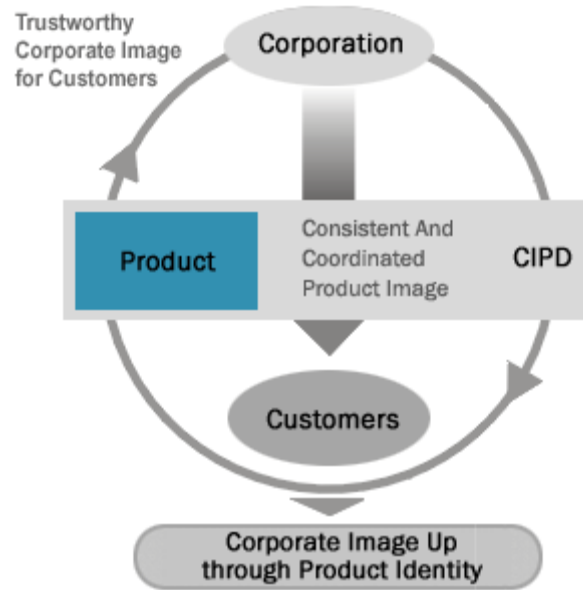 Trustworthy
Corporate Image
for Customers
Corporation
Product
Consistent And
Coordinated
Product Image
CIPD
Customers
Corporate Image Up
through Product Identity